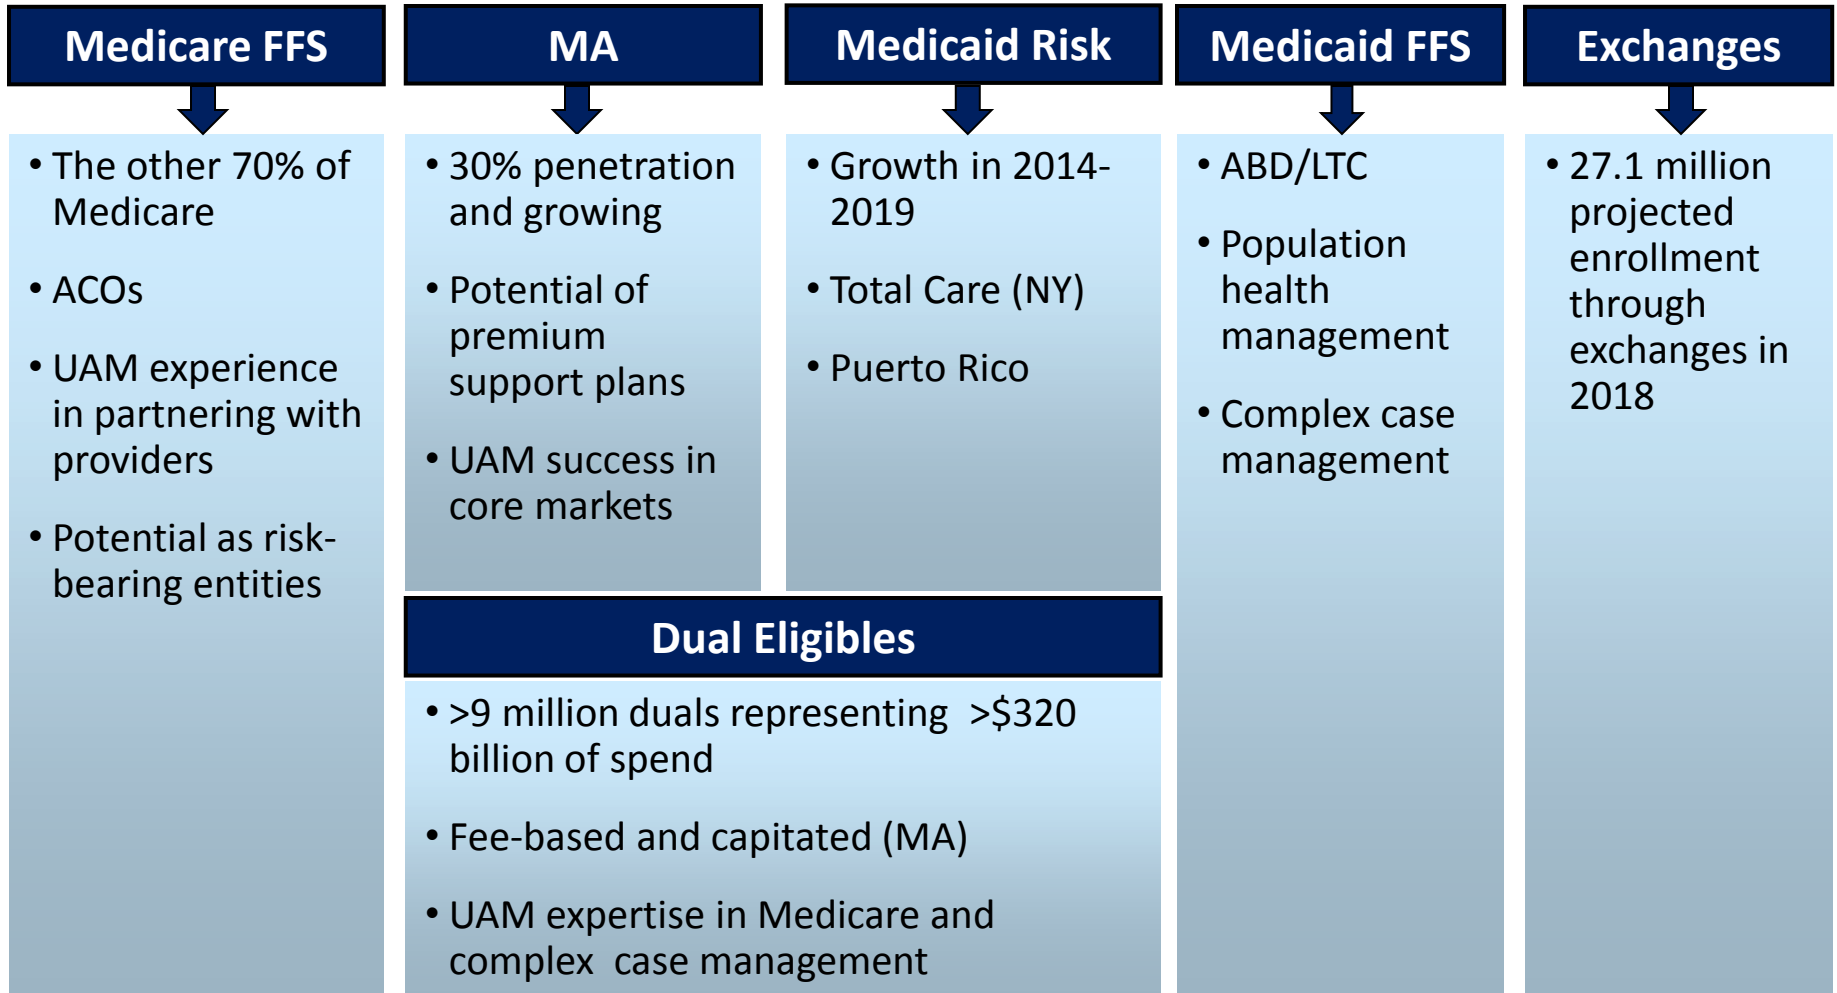 Medicare FFS
• The other 70% of
Medicare
• ACOs
• UAM experience
in partnering with
providers
• Potential as risk-
bearing entities
MA
• 30% penetration
and growing
• Potential of
premium
support plans
• UAM success in
core markets
Medicaid Risk
• Growth in 2014-
2019
• Total Care (NY)
• Puerto Rico
Dual Eligibles
• >9 million duals representing >$320
billion of spend
• Fee-based and capitated (MA)
• UAM expertise in Medicare and
complex case management
Medicaid FFS
• ABD/LTC
• Population
health
management
• Complex case
management
Exchanges
• 27.1 million
projected
enrollment
through
exchanges in
2018